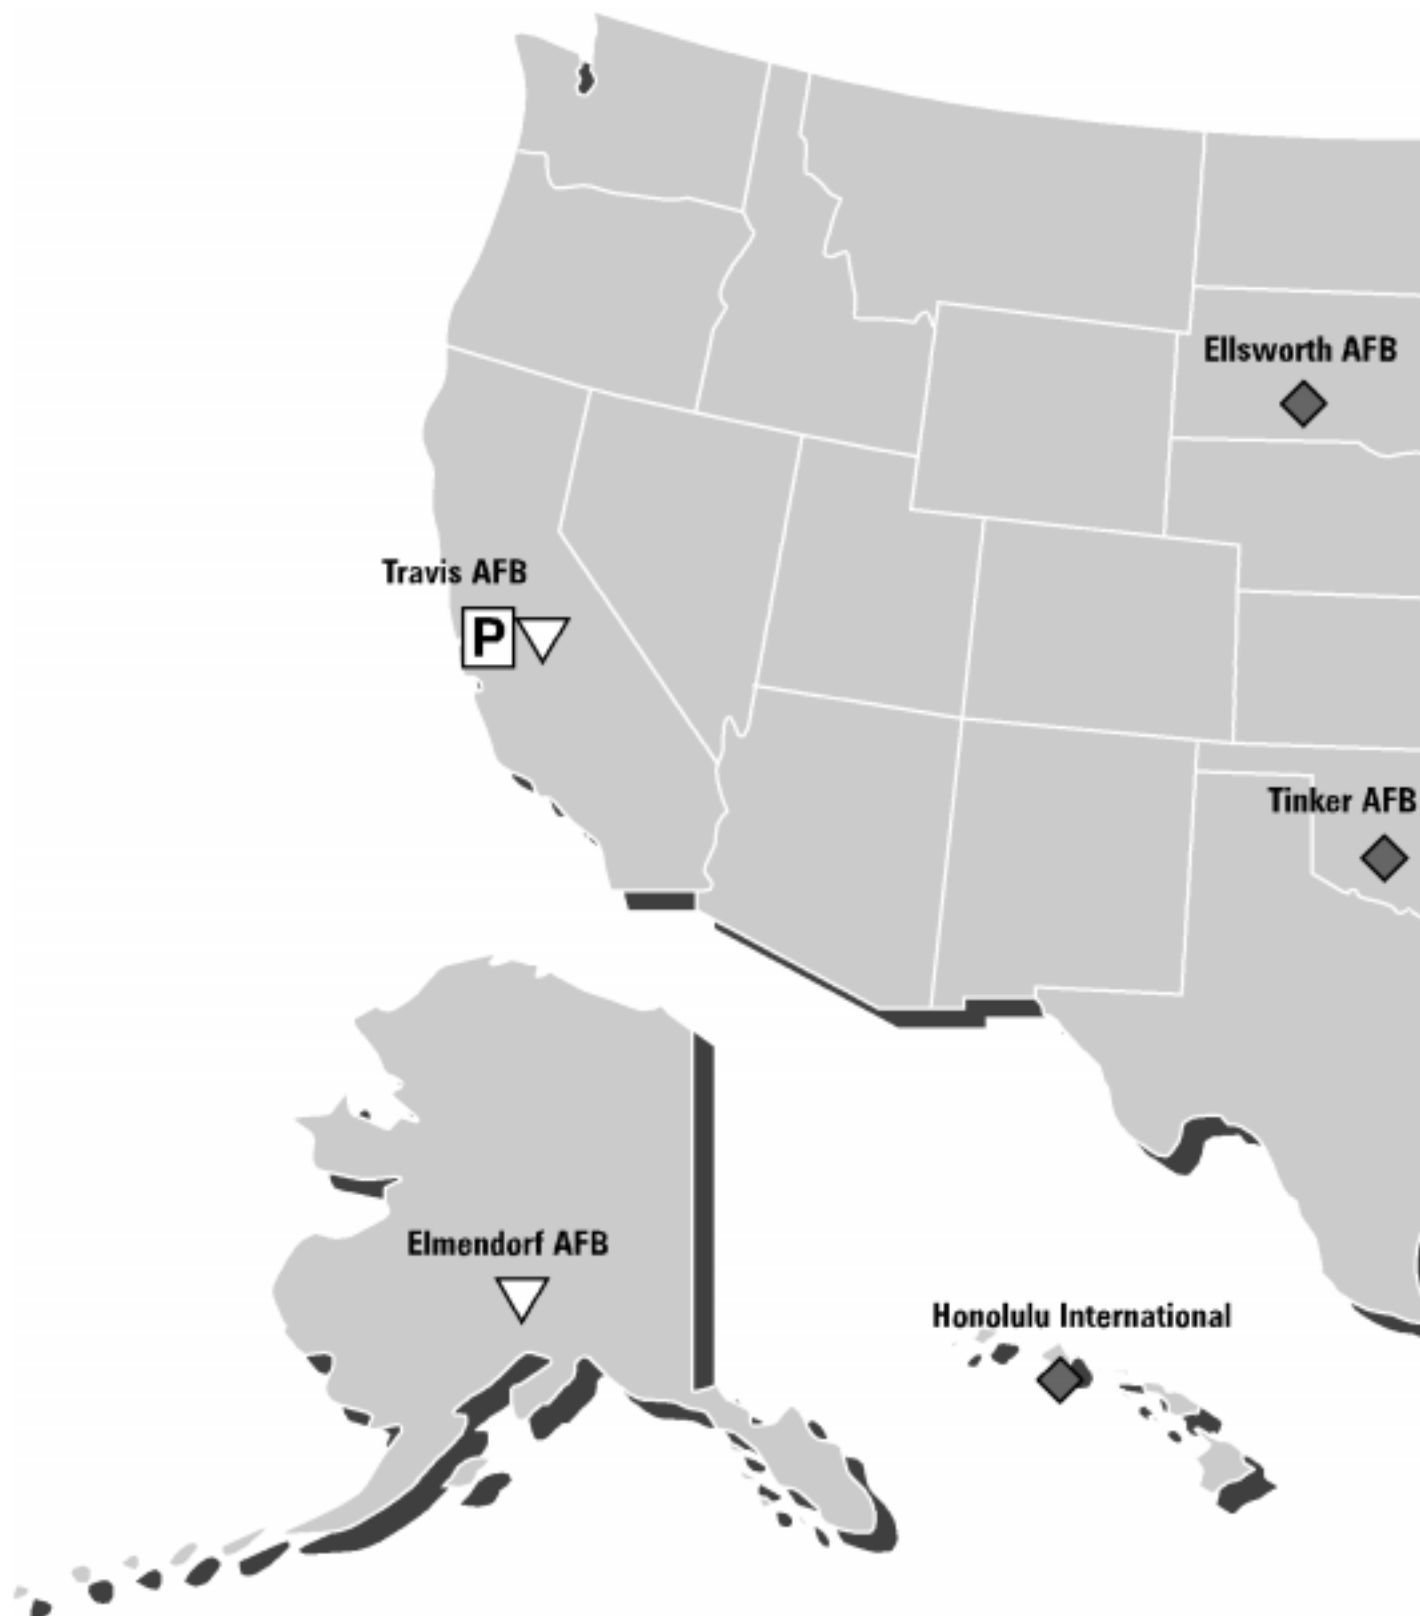 Ellsworth AFB
Travis AFB
P
Tinker AFB
Elmendorf AFB
Honolulu International